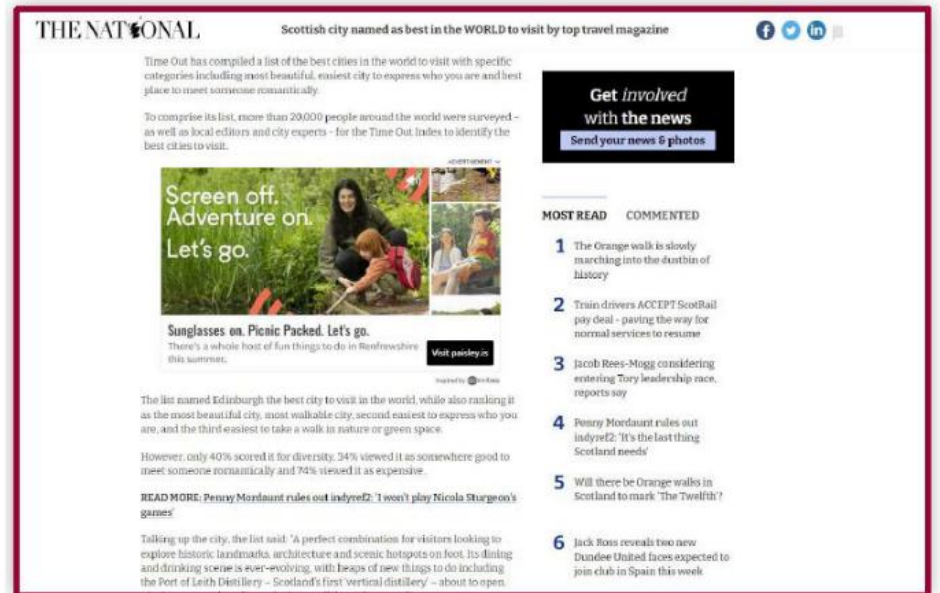 THE NATIONAL
Scottish city named as best in the WORLD to visit by top travel magazine
Time Out has compiled a list of the best cities in the world to visit with specific
categories including most beautiful, easiest city to express who you are and best
place to meet someone romantically.
To comprise its list, more than 20,000 people around the world were surveyed –
as well as local editors and city experts - for the Time Out Index to identify the
best cities to visit.
ADVERTISEMENT
Screen off.
Adventure on.
Let's go.
Sunglasses on. Picnic Packed. Let's go.
There's a whole host of fun things to do in Renfrewshire
this summer.
Visit paisley.is
Inspired by
The list named Edinburgh the best city to visit in the world, while also ranking it
as the most beautiful city, most walkable city, second easiest to express who you
are, and the third easiest to take a walk in nature or green space.
However, only 40% scored it for diversity, 34% viewed it as somewhere good to
meet someone romantically and 74% viewed it as expensive.
READ MORE: Penny Mordaunt rules out indyref2: 'I won't play Nicola Sturgeon's
games'
Talking up the city, the list said: "A perfect combination for visitors looking to
explore historic landmarks, architecture and scenic hotspots on foot. Its dining
and drinking scene is ever-evolving, with heaps of new things to do including
the Port of Leith Distillery – Scotland's first 'vertical distillery' – about to open
Get involved
with the news
Send your news & photos
MOST READ COMMENTED
1 The Orange walk is slowly
marching into the dustbin of
history
2 Train drivers ACCEPT ScotRail
pay deal - paving the way for
normal services to resume
3 Jacob Rees-Mogg considering
entering Tory leadership race,
reports say
4 Penny Mordaunt rules out
indyref2: 'It's the last thing
Scotland needs'
5 Will there be Orange walks in
Scotland to mark 'The Twelfth'?
6 Jack Ross reveals two new
Dundee United faces expected to
join club in Spain this week